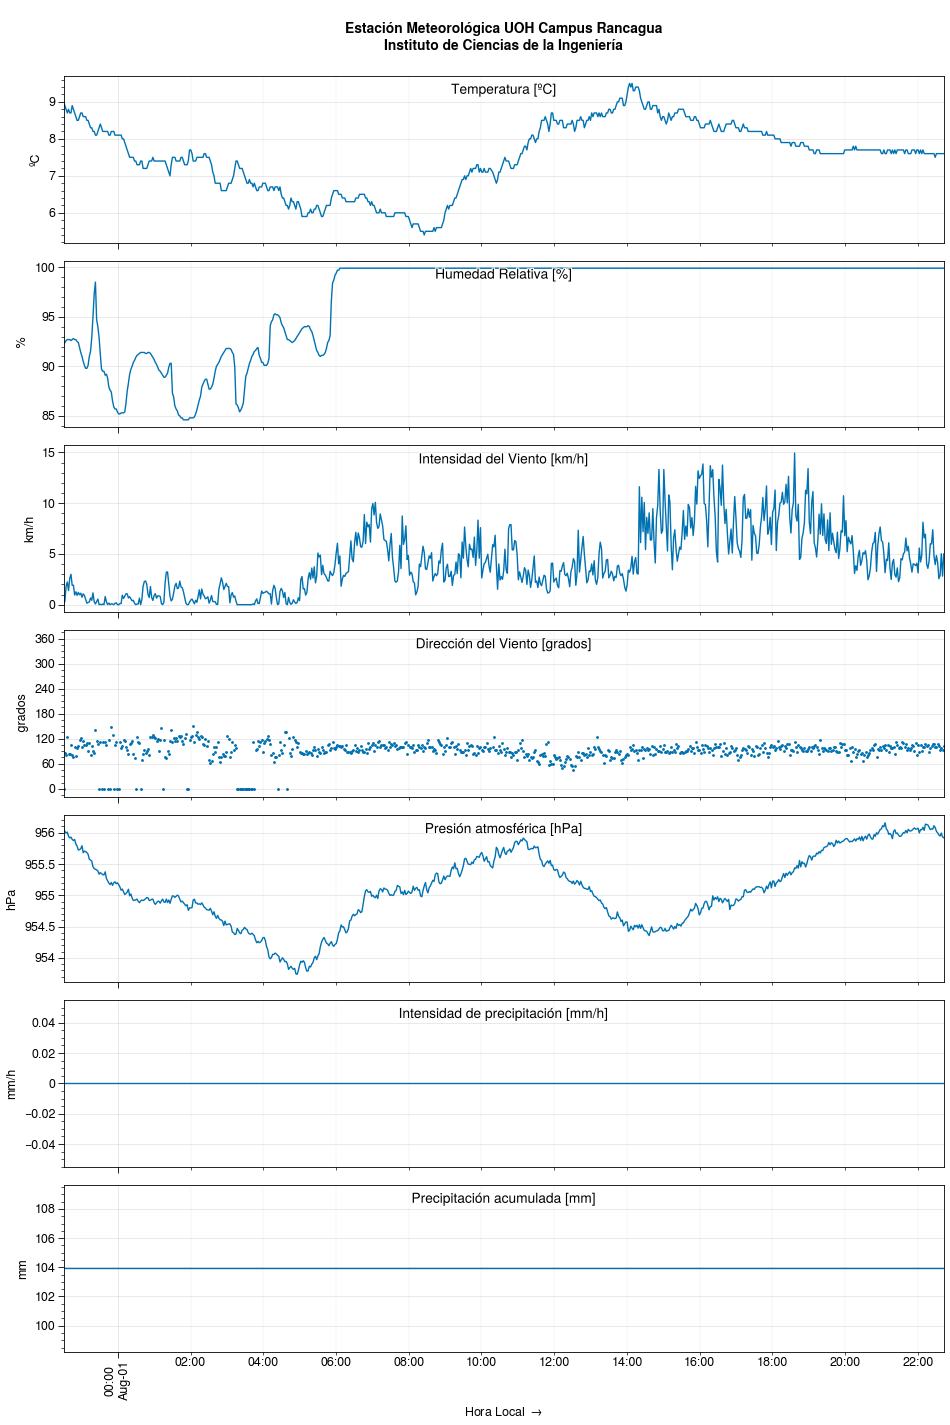 Estación Meteorológica UOH Campus Rancagua
Instituto de Ciencias de la Ingeniería
Temperatura [ºC]
9
8
7
6
ºC
Humedad Relativa [%]
100
95
90
85
%
Intensidad del Viento [km/h]
15
10
5
0
km/h
Dirección del Viento [grados]
360
300
240
180
120
60
0
grados
Presión atmosférica [hPa]
956
955.5
955
954.5
954
hPa
Intensidad de precipitación [mm/h]
0.04
0.02
0
−0.02
−0.04
mm/h
Precipitación acumulada [mm]
108
106
104
102
100
mm
00:00
Aug-01
02:00 04:00 06:00 08:00 10:00 12:00 14:00 16:00 18:00 20:00 22:00
Hora Local →